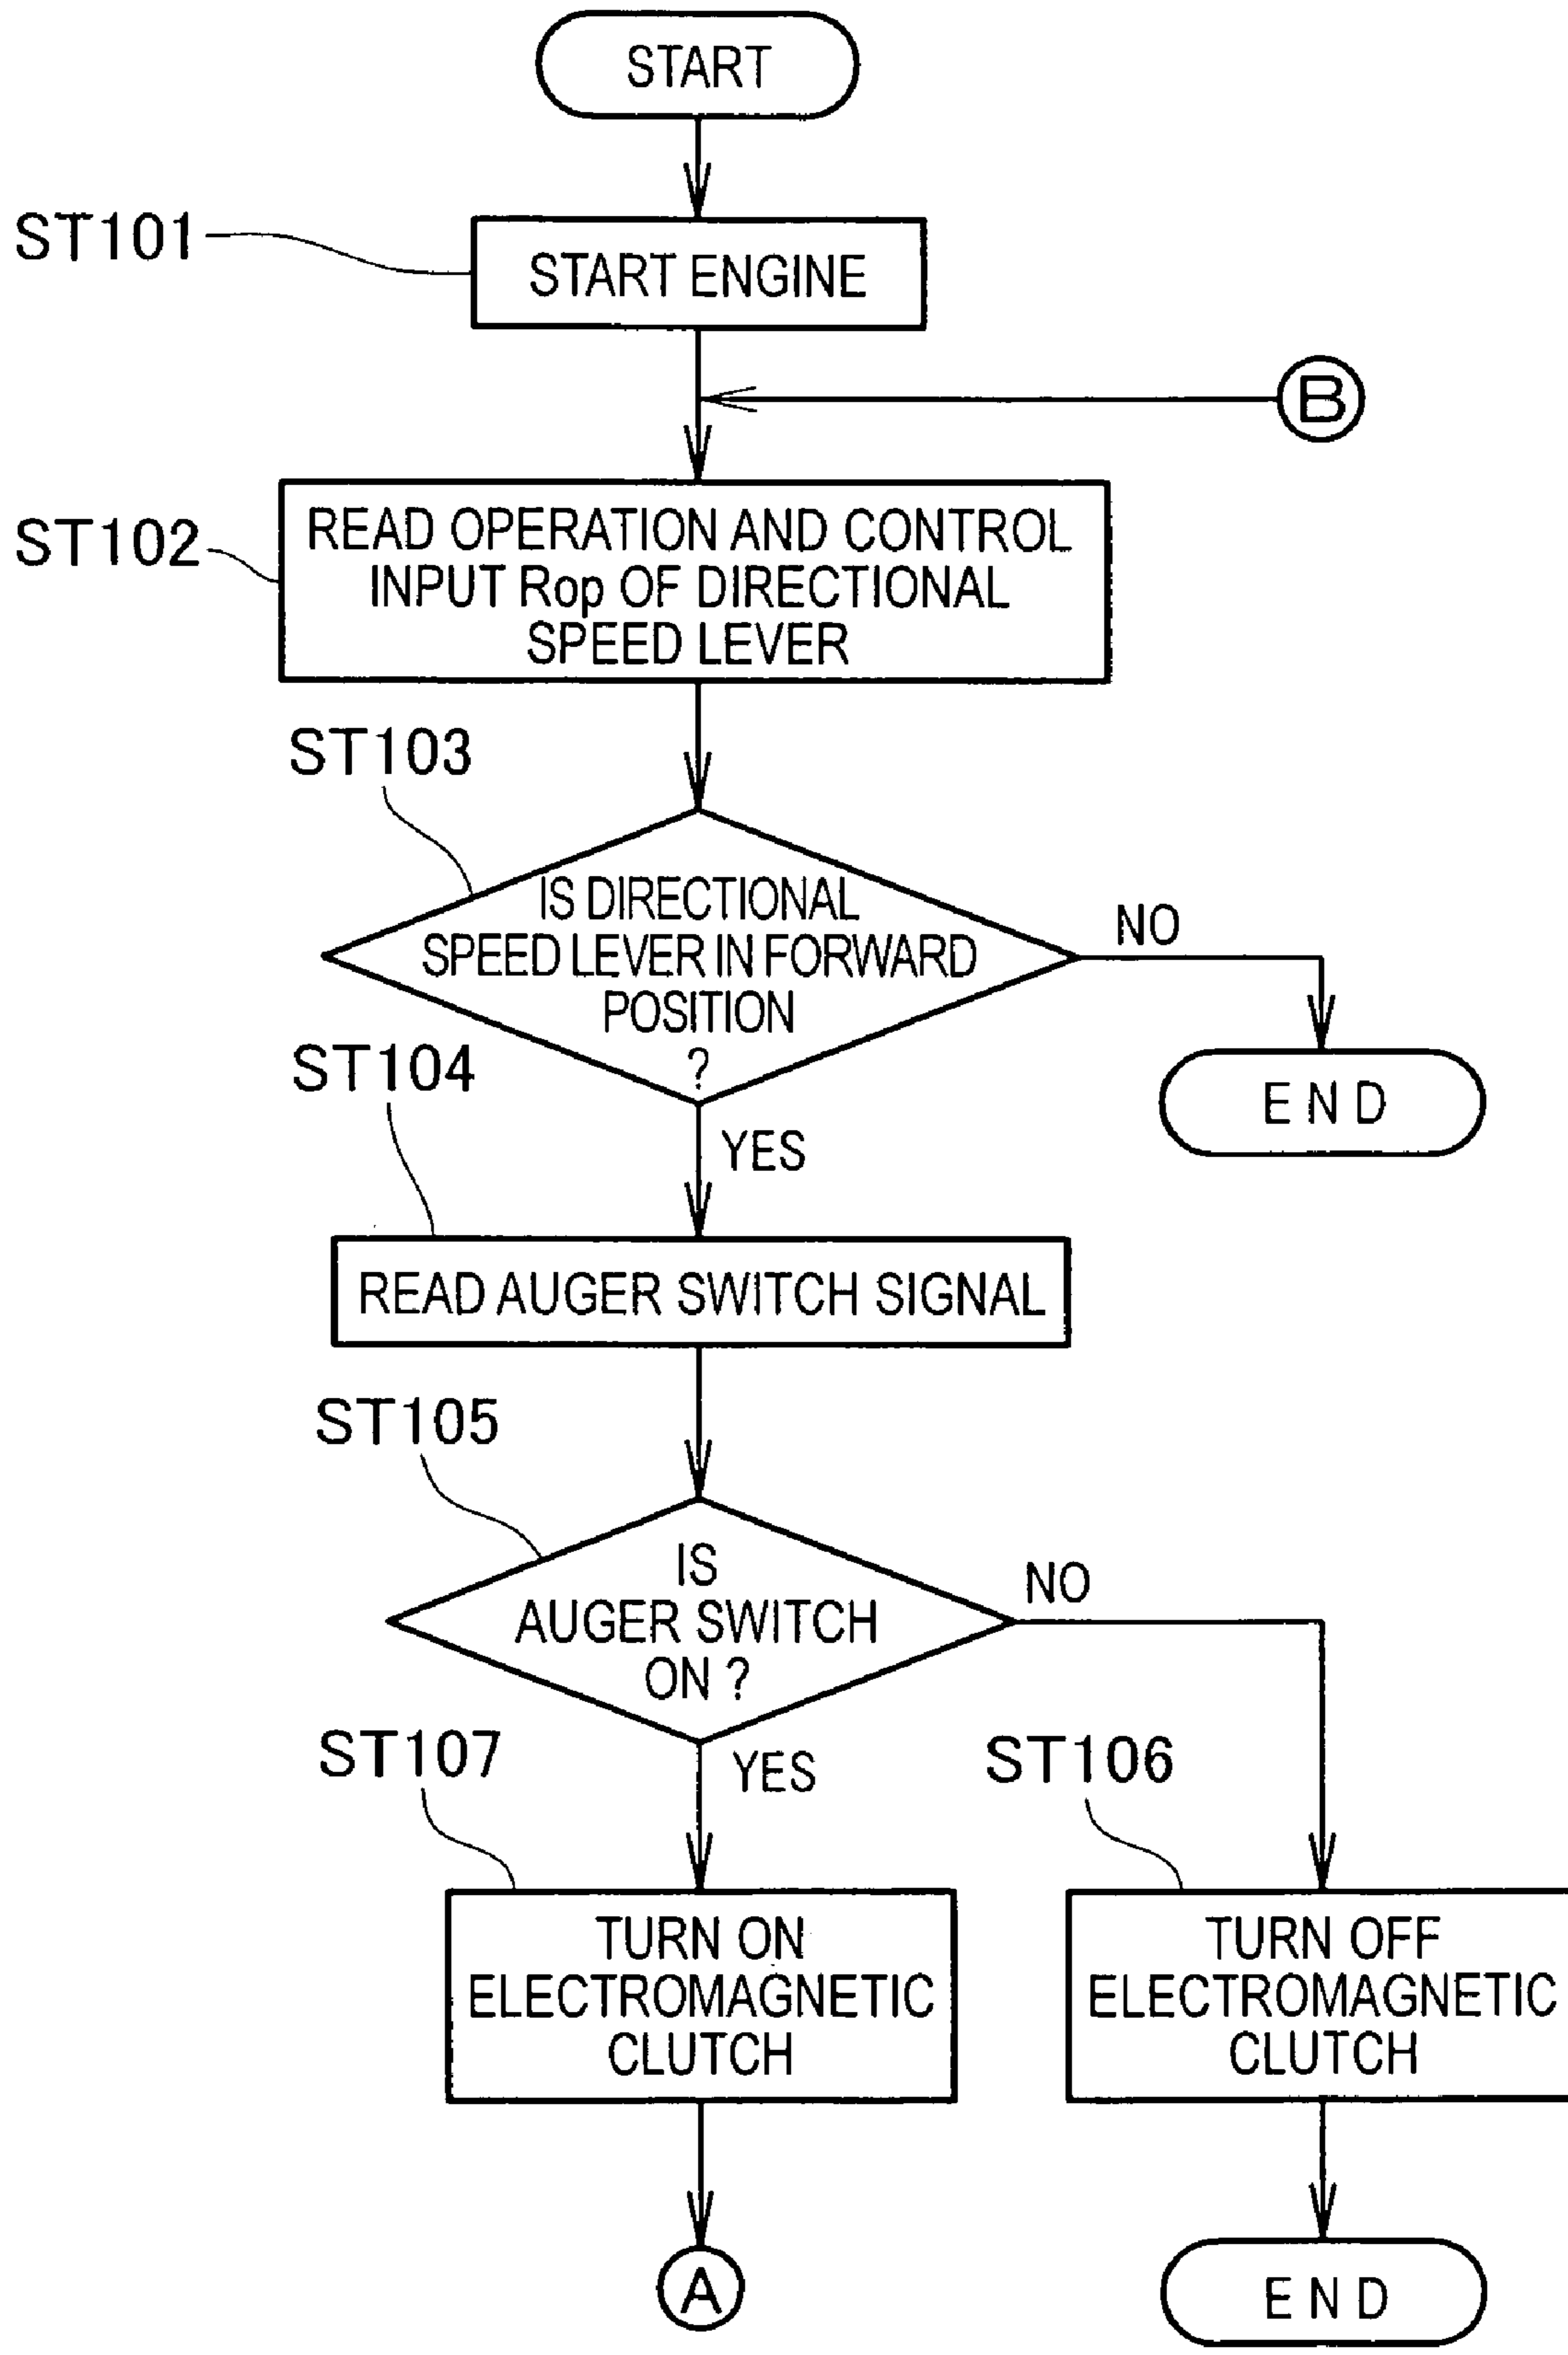 START
ST101
START ENGINE
B
ST102
READ OPERATION AND CONTROL
INPUT Rop OF DIRECTIONAL
SPEED LEVER
ST103
IS DIRECTIONAL
SPEED LEVER IN FORWARD
POSITION
?
NO
END
YES
ST104
READ AUGER SWITCH SIGNAL
ST105
IS
AUGER SWITCH
ON ?
NO
YES
ST107
TURN ON
ELECTROMAGNETIC
CLUTCH
ST106
TURN OFF
ELECTROMAGNETIC
CLUTCH
A
END